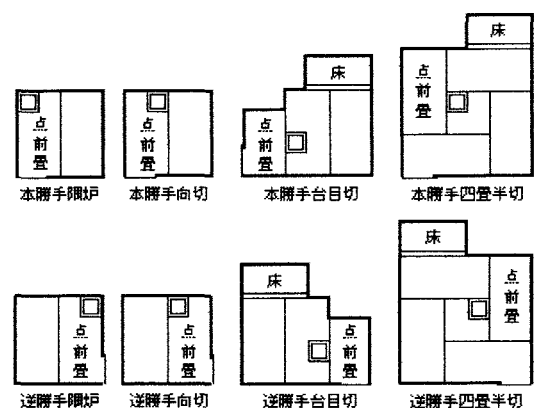 点前畳
本勝手隅炉
点前畳
本勝手向切
床
点前畳
本勝手台目切
床
点前畳
本勝手四畳半切
点前畳
逆勝手隅炉
点前畳
逆勝手向切
床
点前畳
逆勝手台目切
床
点前畳
逆勝手四畳半切